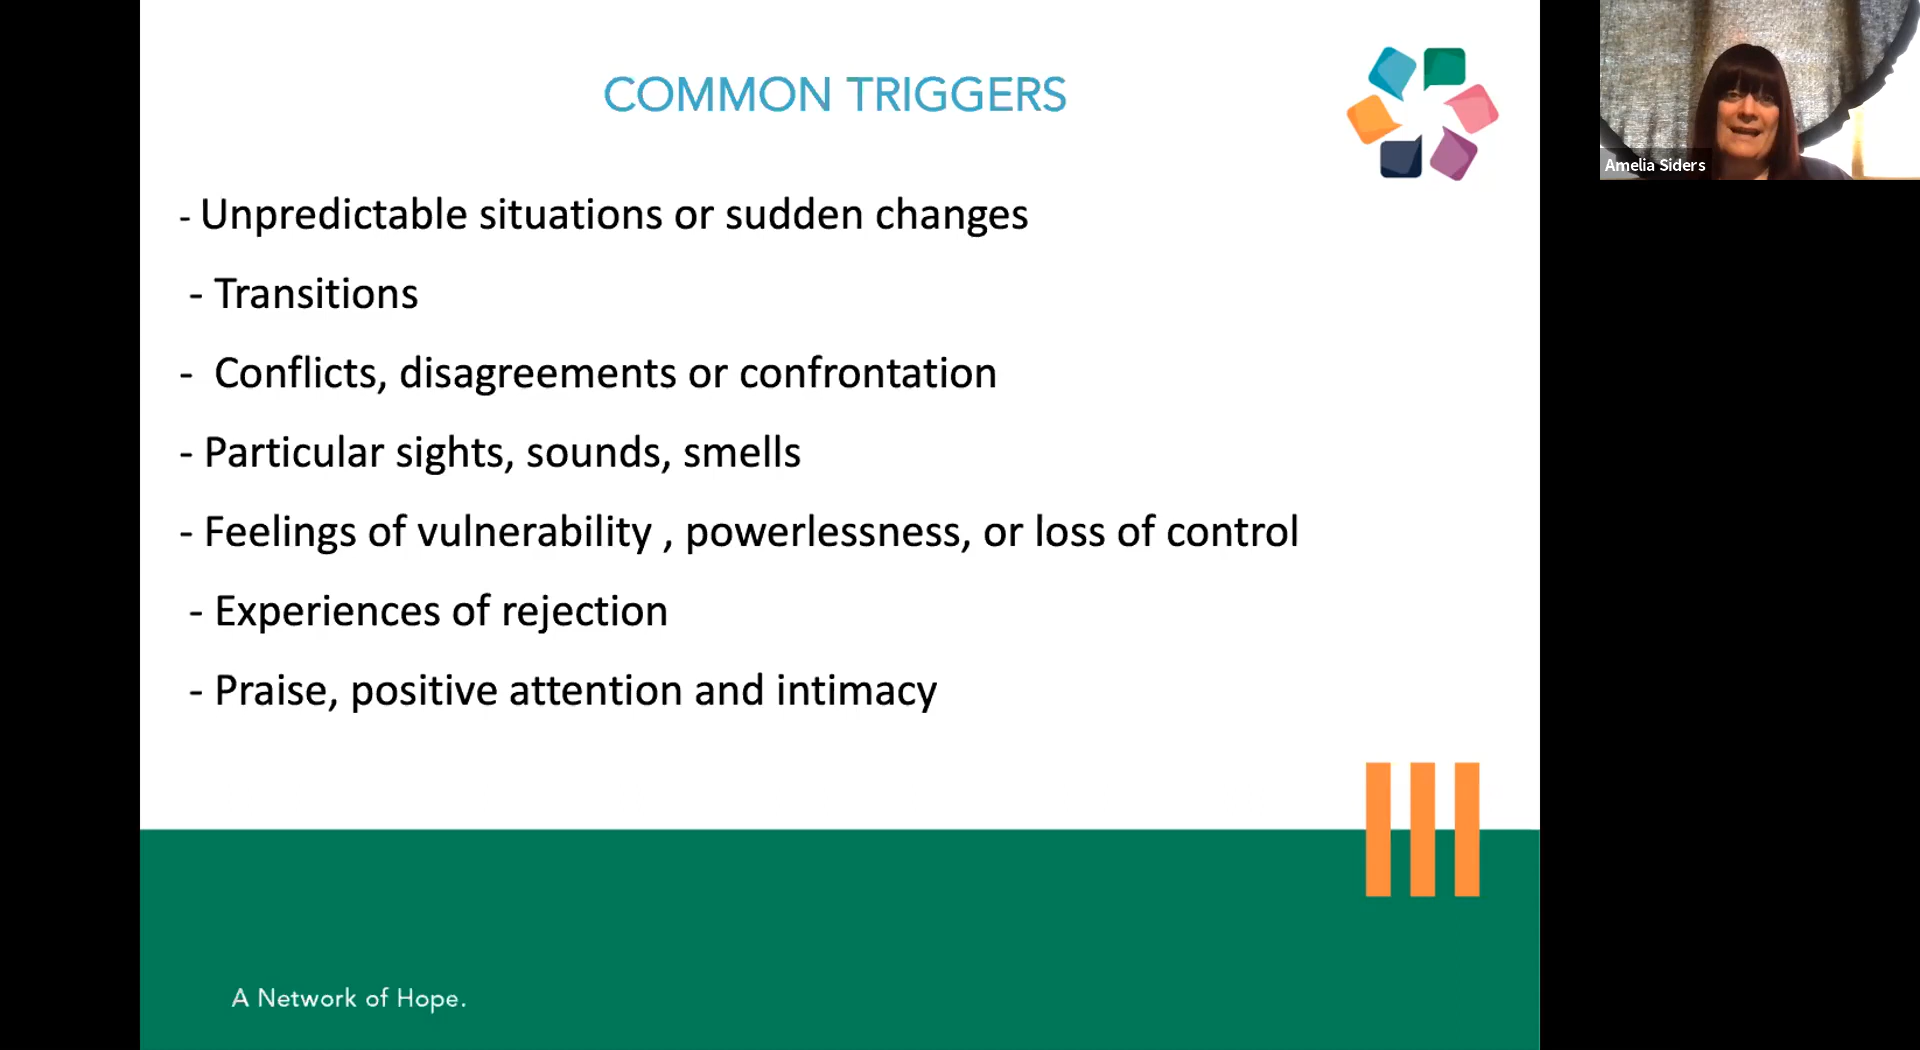 COMMON TRIGGERS
Amelia Siders
- Unpredictable situations or sudden changes
- Transitions
- Conflicts, disagreements or confrontation
- Particular sights, sounds, smells
- Feelings of vulnerability , powerlessness, or loss of control
- Experiences of rejection
- Praise, positive attention and intimacy
A Network of Hope.